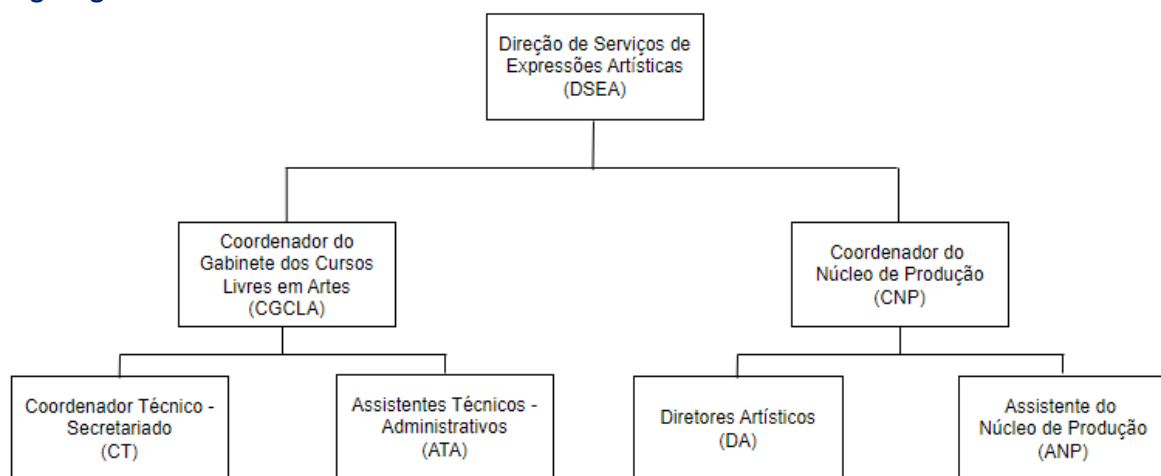 Direção de Serviços de
Expressões Artísticas
(DSEA)
Coordenador do
Gabinete dos Cursos
Livres em Artes
(CGCLA)
Coordenador do
Núcleo de Produção
(CNP)
Coordenador Técnico -
Secretariado
(CT)
Assistentes Técnicos -
Administrativos
(ATA)
Diretores Artísticos
(DA)
Assistente do
Núcleo de Produção
(ANP)